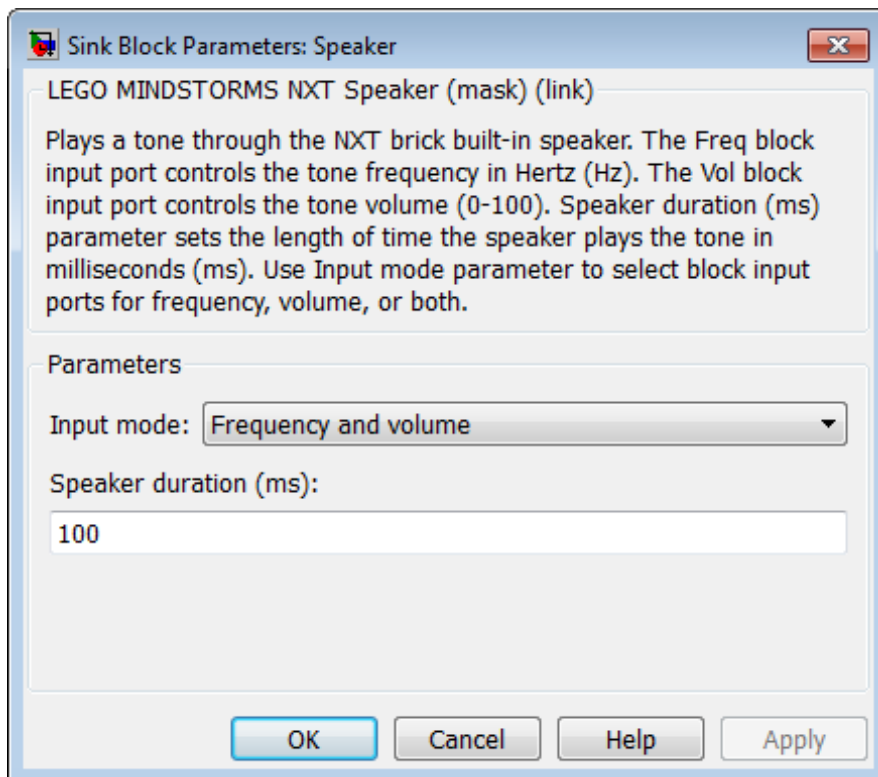 Sink Block Parameters: Speaker
LEGO MINDSTORMS NXT Speaker (mask) (link)
Plays a tone through the NXT brick built-in speaker. The Freq block
input port controls the tone frequency in Hertz (Hz). The Vol block
input port controls the tone volume (0-100). Speaker duration (ms)
parameter sets the length of time the speaker plays the tone in
milliseconds (ms). Use Input mode parameter to select block input
ports for frequency, volume, or both.
Parameters
Input mode: Frequency and volume
Speaker duration (ms):
100
OK Cancel Help Apply